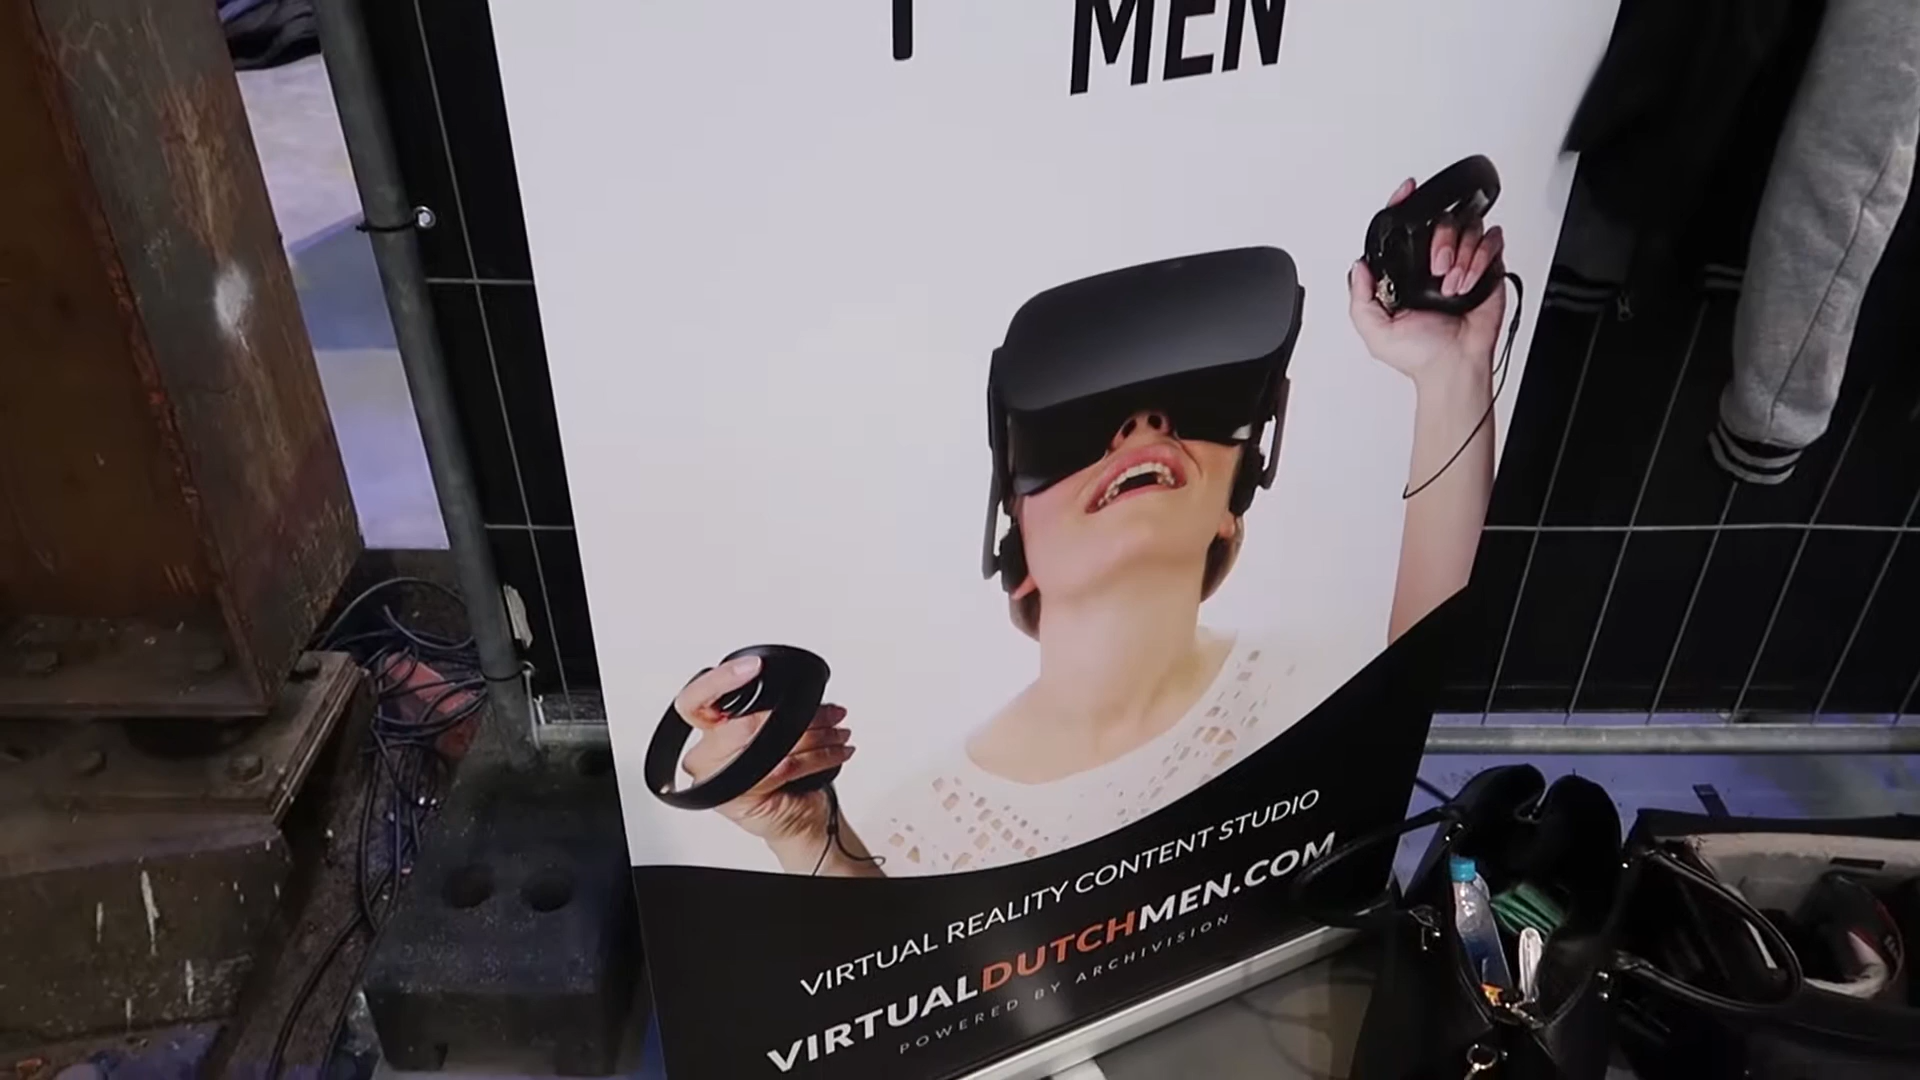 MEN
VIRTUAL REALITY CONTENT STUDIO
VIRTUALDUTCHMEN.COM
POWERED BY ARCHIVISION